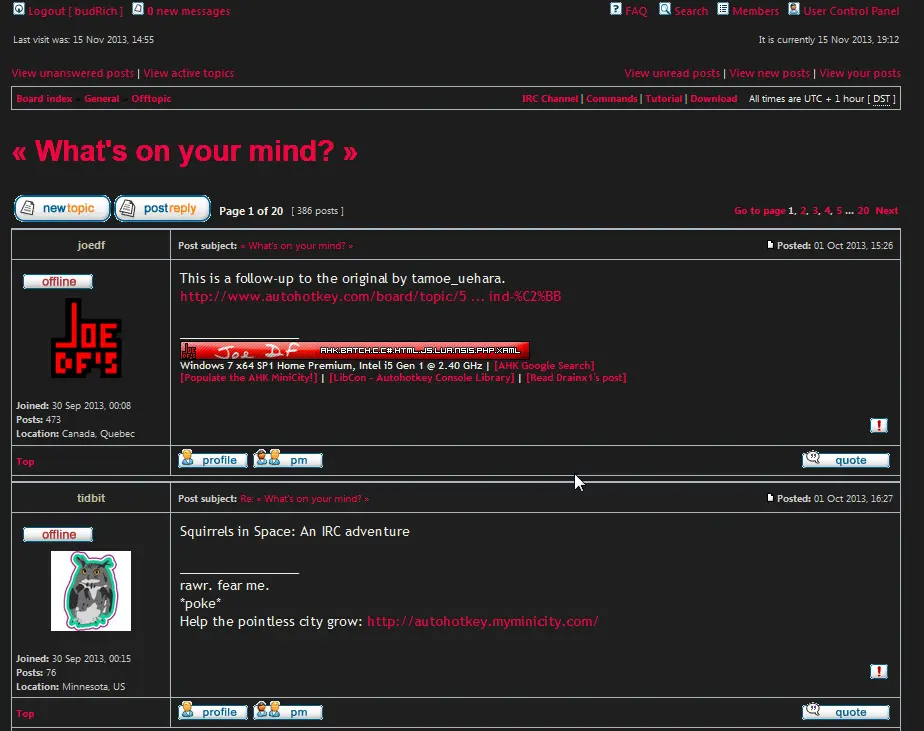 Logout [ budRich ] 0 new messages FAQ Search Members User Control Panel
Last visit was: 15 Nov 2013, 14:55 It is currently 15 Nov 2013, 19:12
View unanswered posts | View active topics View unread posts | View new posts | View your posts
Board index » General » Offtopic IRC Channel | Commands | Tutorial | Download All times are UTC + 1 hour [ DST ]
« What's on your mind? »
newtopic postreply Page 1 of 20 [ 386 posts ] Go to page 1, 2, 3, 4, 5 ... 20 Next
joedf Post subject: « What's on your mind? » Posted: 01 Oct 2013, 15:26
offline
This is a follow-up to the original by tamoe_uehara.
http://www.autohotkey.com/board/topic/5 ... ind-%C2%BB
JOE
DF'S
Joe DF AHK.BATCH.C.C#.HTML.JS.LUA.NSIS.PHP.XAML
Windows 7 x64 SP1 Home Premium, Intel i5 Gen 1 @ 2.40 GHz | [AHK Google Search]
[Populate the AHK MiniCity!] | [LibCon - Autohotkey Console Library] | [Read Drainx1's post]
Joined: 30 Sep 2013, 00:08
Posts: 473
Location: Canada, Quebec
Top profile pm quote
tidbit Post subject: Re: « What's on your mind? » Posted: 01 Oct 2013, 16:27
offline
Squirrels in Space: An IRC adventure
rawr. fear me.
*poke*
Help the pointless city grow: http://autohotkey.myminicity.com/
Joined: 30 Sep 2013, 00:15
Posts: 76
Location: Minnesota, US
Top profile pm quote